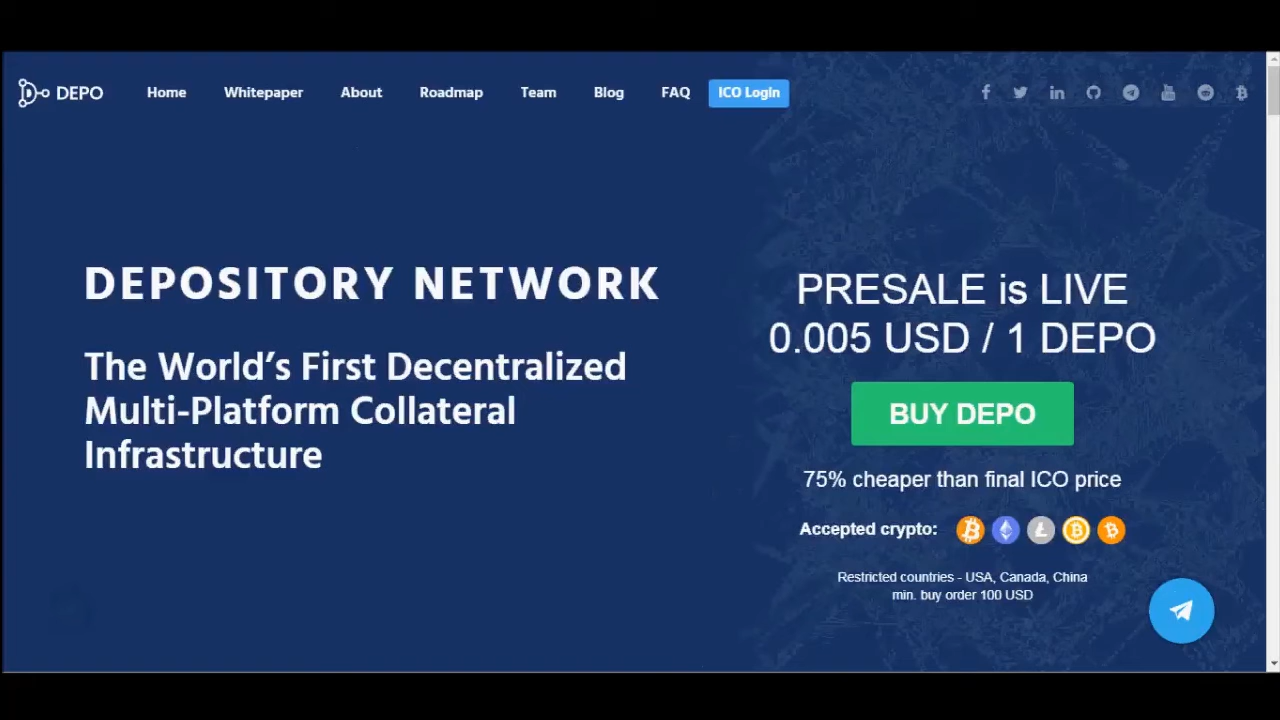 DEPO Home Whitepaper About Roadmap Team Blog FAQ ICO Login
DEPOSITORY NETWORK
The World's First Decentralized
Multi-Platform Collateral
Infrastructure
PRESALE is LIVE
0.005 USD / 1 DEPO
BUY DEPO
75% cheaper than final ICO price
Accepted crypto:
Restricted countries - USA, Canada, China
min. buy order 100 USD